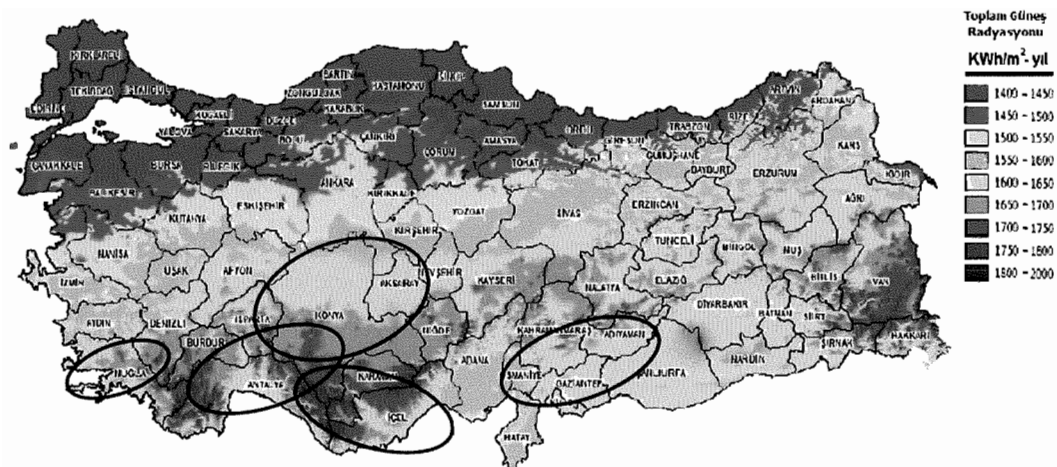 Toplam Güneş
Radyasyonu
KWh/m²- yıl
1400 - 1450
1450 - 1500
1500 - 1550
1550 - 1600
1600 - 1650
1650 - 1700
1700 - 1750
1750 - 1800
1800 - 2000
KIRKLARELİ
EDİRNE
TEKİRDAĞ
İSTANBUL
KOCAELİ
YALOVA
SAKARYA
DÜZCE
ZONGULDAK
BARTIN
KARABÜK
KASTAMONU
SİNOP
SAMSUN
ORDU
GİRESUN
TRABZON
RİZE
ARTVİN
ARDAHAN
ÇANAKKALE
BURSA
BİLECİK
BOLU
ÇANKIRI
ÇORUM
AMASYA
TOKAT
GÜMÜŞHANE
BAYBURT
ERZURUM
KARS
IĞDIR
BALIKESİR
KÜTAHYA
ESKİŞEHİR
ANKARA
KIRIKKALE
YOZGAT
SİVAS
ERZİNCAN
AĞRI
MANİSA
UŞAK
AFYON
KIRŞEHİR
NEVŞEHİR
KAYSERİ
MALATYA
TUNCELİ
BİNGÖL
MUŞ
ELAZIĞ
BİTLİS
VAN
İZMİR
AYDIN
DENİZLİ
ISPARTA
KONYA
AKSARAY
NİĞDE
KAHRAMANMARAŞ
ADIYAMAN
DİYARBAKIR
BATMAN
SİİRT
ŞIRNAK
HAKKARİ
MUĞLA
BURDUR
ANTALYA
KARAMAN
İÇEL
ADANA
OSMANİYE
GAZİANTEP
ŞANLIURFA
MARDİN
HATAY